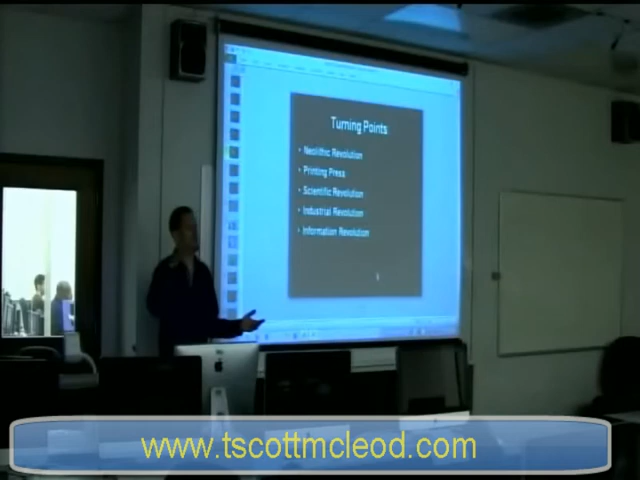 Turning Points
• Neolithic Revolution
• Printing Press
• Scientific Revolution
• Industrial Revolution
• Information Revolution
www.tscottmcleod.com